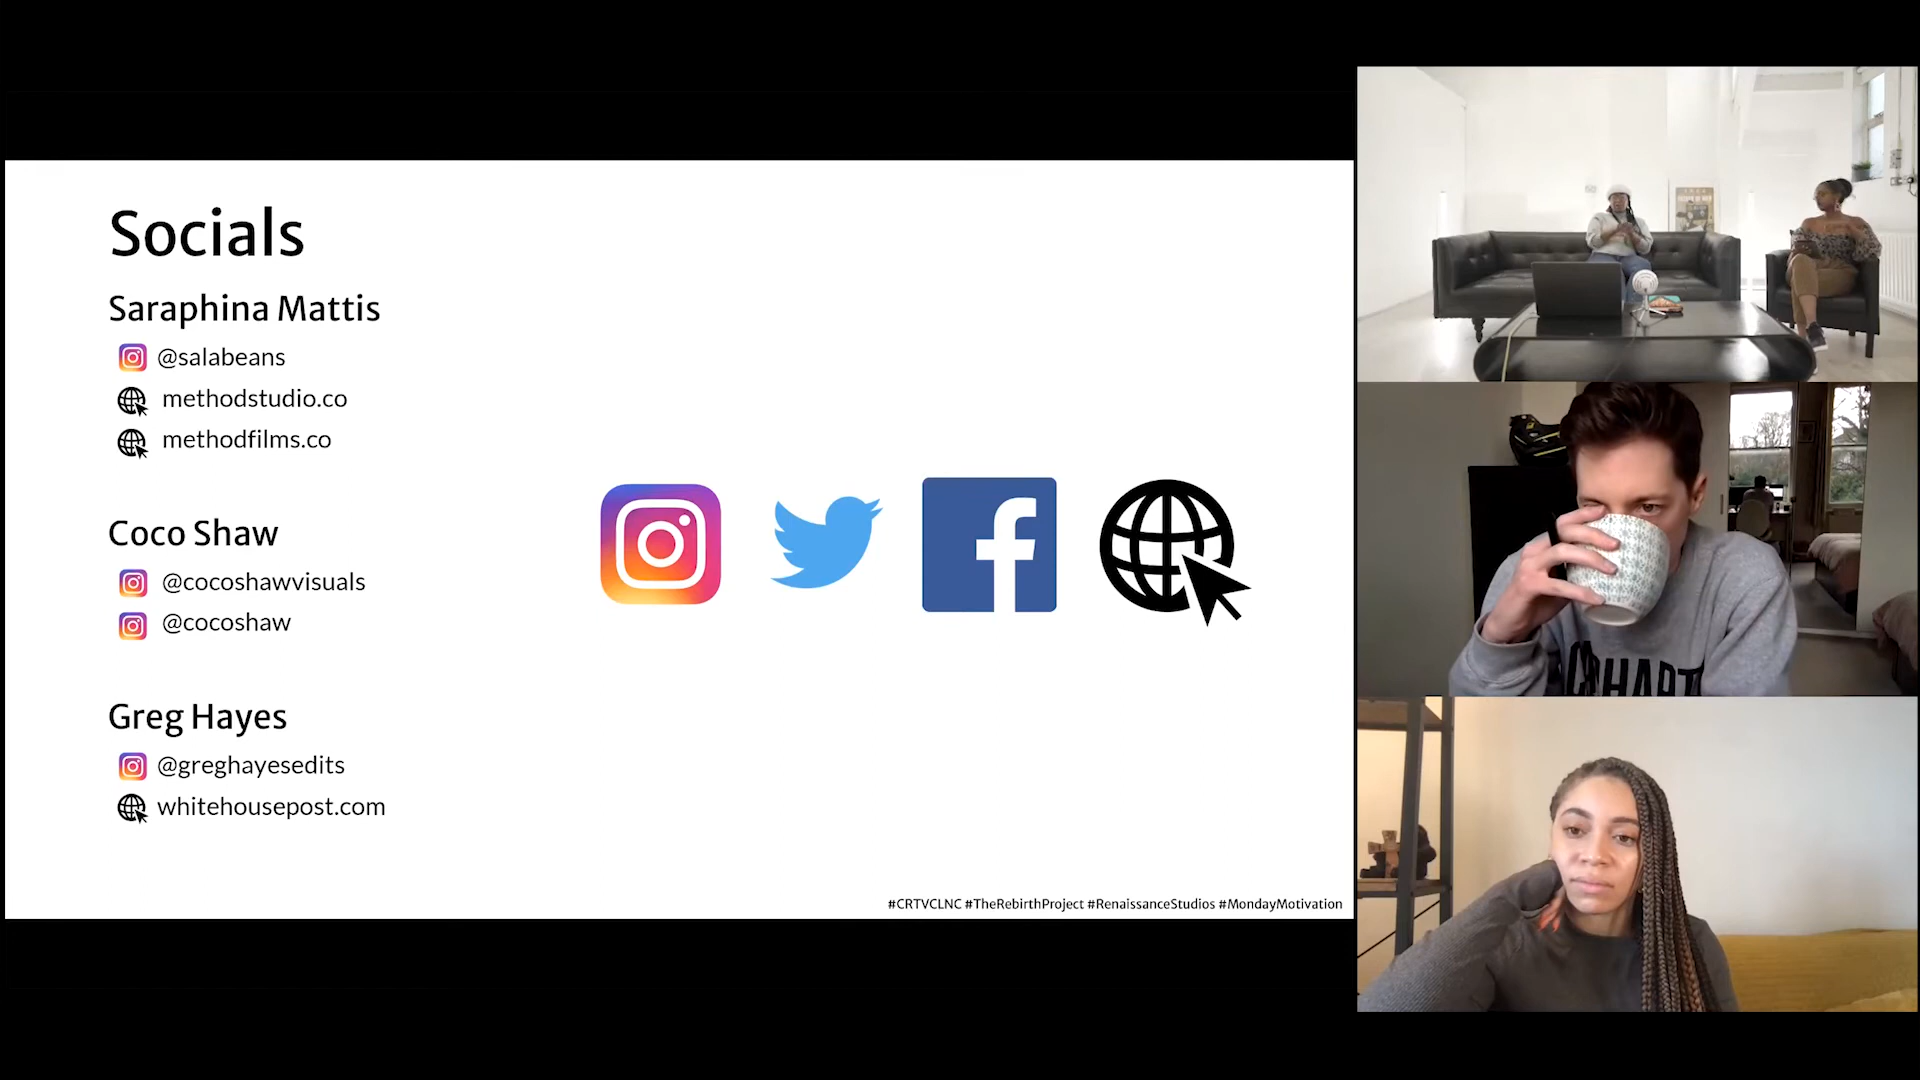 Socials
Saraphina Mattis
@salabeans
methodstudio.co
methodfilms.co
Coco Shaw
@cocoshawvisuals
@cocoshaw
Greg Hayes
@greghayesedits
whitehousepost.com
#CRTVCLNC #TheRebirthProject #RenaissanceStudios #MondayMotivation